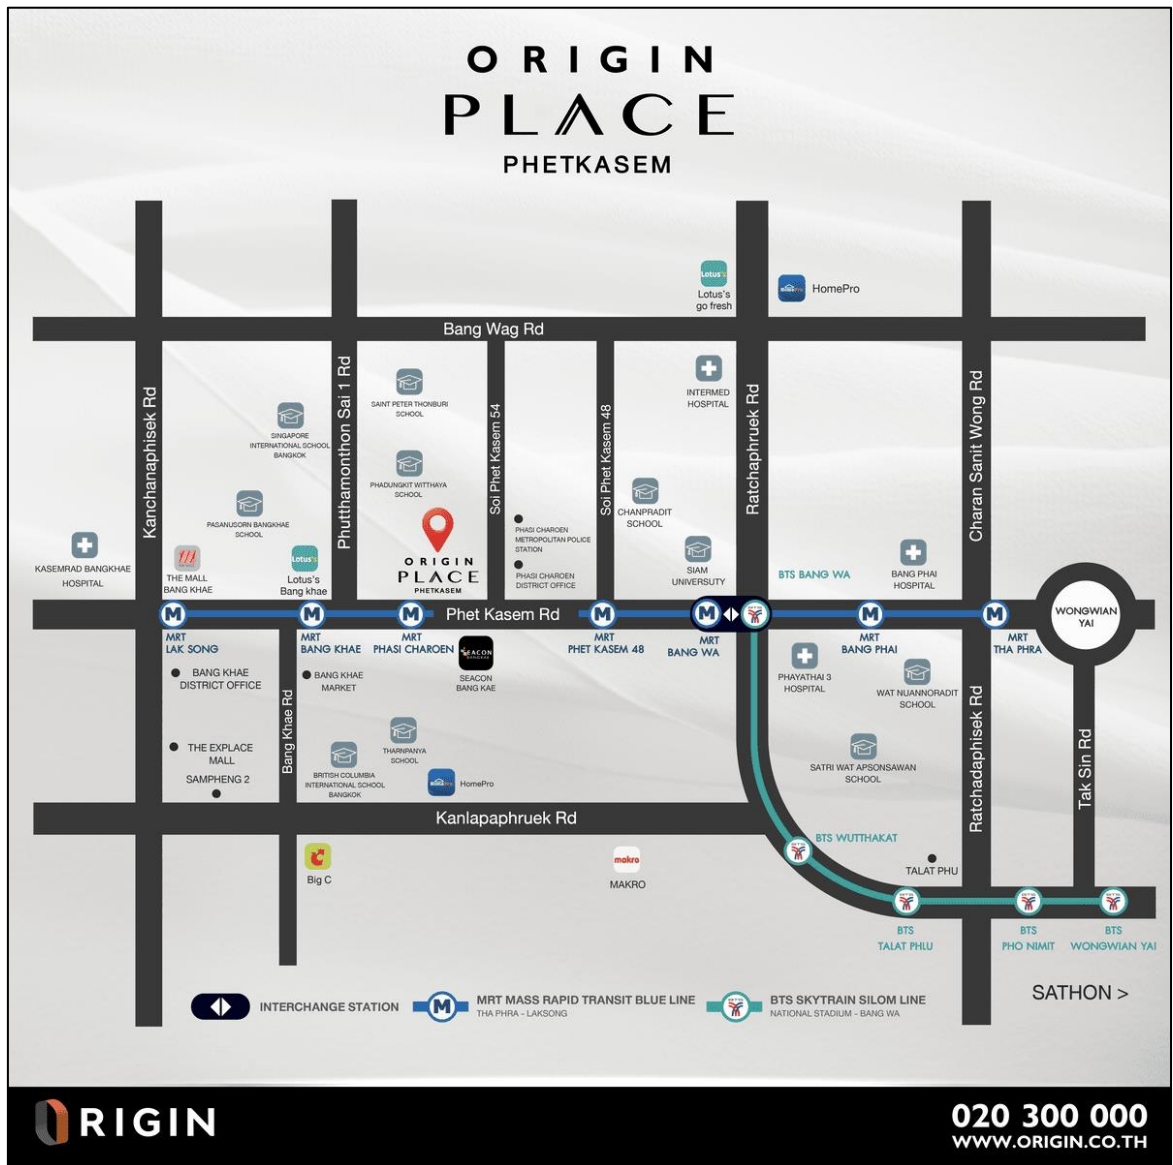 ORIGIN
PLACE
PHETKASEM
Lotus's
Lotus's
go fresh
HomePro
HomePro
Bang Wag Rd
Kanchanaphisek Rd
Phutthamonthon Sai 1 Rd
Soi Phet Kasem 54
Soi Phet Kasem 48
Ratchaphruek Rd
Charan Sanit Wong Rd
SAINT PETER THONBURI
SCHOOL
INTERMED
HOSPITAL
SINGAPORE
INTERNATIONAL SCHOOL
BANGKOK
PHADUNGKIT WITTHAYA
SCHOOL
PASANUSORN BANGKHAE
SCHOOL
CHANPRADIT
SCHOOL
PHASI CHAROEN
METROPOLITAN POLICE
STATION
PHASI CHAROEN
DISTRICT OFFICE
KASEMRAD BANGKHAE
HOSPITAL
THE MALL
BANG KHAE
Lotus's
Lotus's
Bang khae
ORIGIN
PLACE
PHETKASEM
SIAM
UNIVERSUTY
BTS BANG WA
BANG PHAI
HOSPITAL
WONGWIAN
YAI
M
M
M
Phet Kasem Rd
M
M
M
M
MRT
LAK SONG
MRT
BANG KHAE
MRT
PHASI CHAROEN
SEACON
BANGKAE
SEACON
BANG KAE
MRT
PHET KASEM 48
MRT
BANG WA
MRT
BANG PHAI
MRT
THA PHRA
BANG KHAE
DISTRICT OFFICE
BANG KHAE
MARKET
PHAYATHAI 3
HOSPITAL
WAT NUANNORADIT
SCHOOL
Bang Khae Rd
Ratchadaphisek Rd
Tak Sin Rd
THE EXPLACE
MALL
SAMPHENG 2
THARNPANYA
SCHOOL
BRITISH COLUMBIA
INTERNATIONAL SCHOOL
BANGKOK
HomePro
SATRI WAT APSONSAWAN
SCHOOL
Kanlapaphruek Rd
BTS WUTTHAKAT
TALAT PHU
Big C
makro
MAKRO
BTS
TALAT PHLU
BTS
PHO NIMIT
BTS
WONGWIAN YAI
SATHON >
INTERCHANGE STATION
M
MRT MASS RAPID TRANSIT BLUE LINE
THA PHRA - LAKSONG
BTS SKYTRAIN SILOM LINE
NATIONAL STADIUM - BANG WA
ORIGIN
020 300 000
WWW.ORIGIN.CO.TH